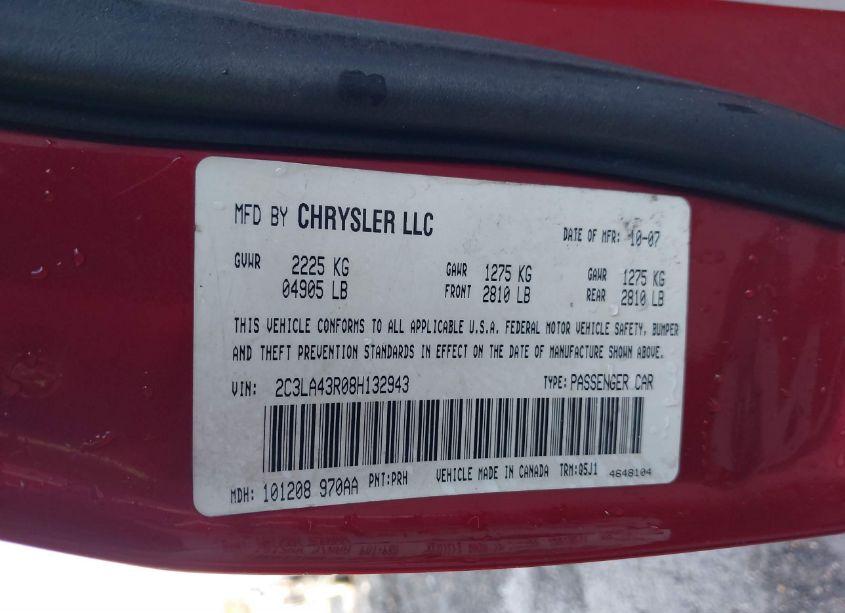 MFD BY CHRYSLER LLC DATE OF MFR: 10-07
GVWR 2225 KG GAWR 1275 KG GAWR 1275 KG
04905 LB FRONT 2810 LB REAR 2810 LB
THIS VEHICLE CONFORMS TO ALL APPLICABLE U.S.A. FEDERAL MOTOR VEHICLE SAFETY, BUMPER
AND THEFT PREVENTION STANDARDS IN EFFECT ON THE DATE OF MANUFACTURE SHOWN ABOVE.
VIN: 2C3LA43R08H132943 TYPE: PASSENGER CAR
MDH: 101208 970AA PNT: PRH VEHICLE MADE IN CANADA TRM: Q5J1 4648104